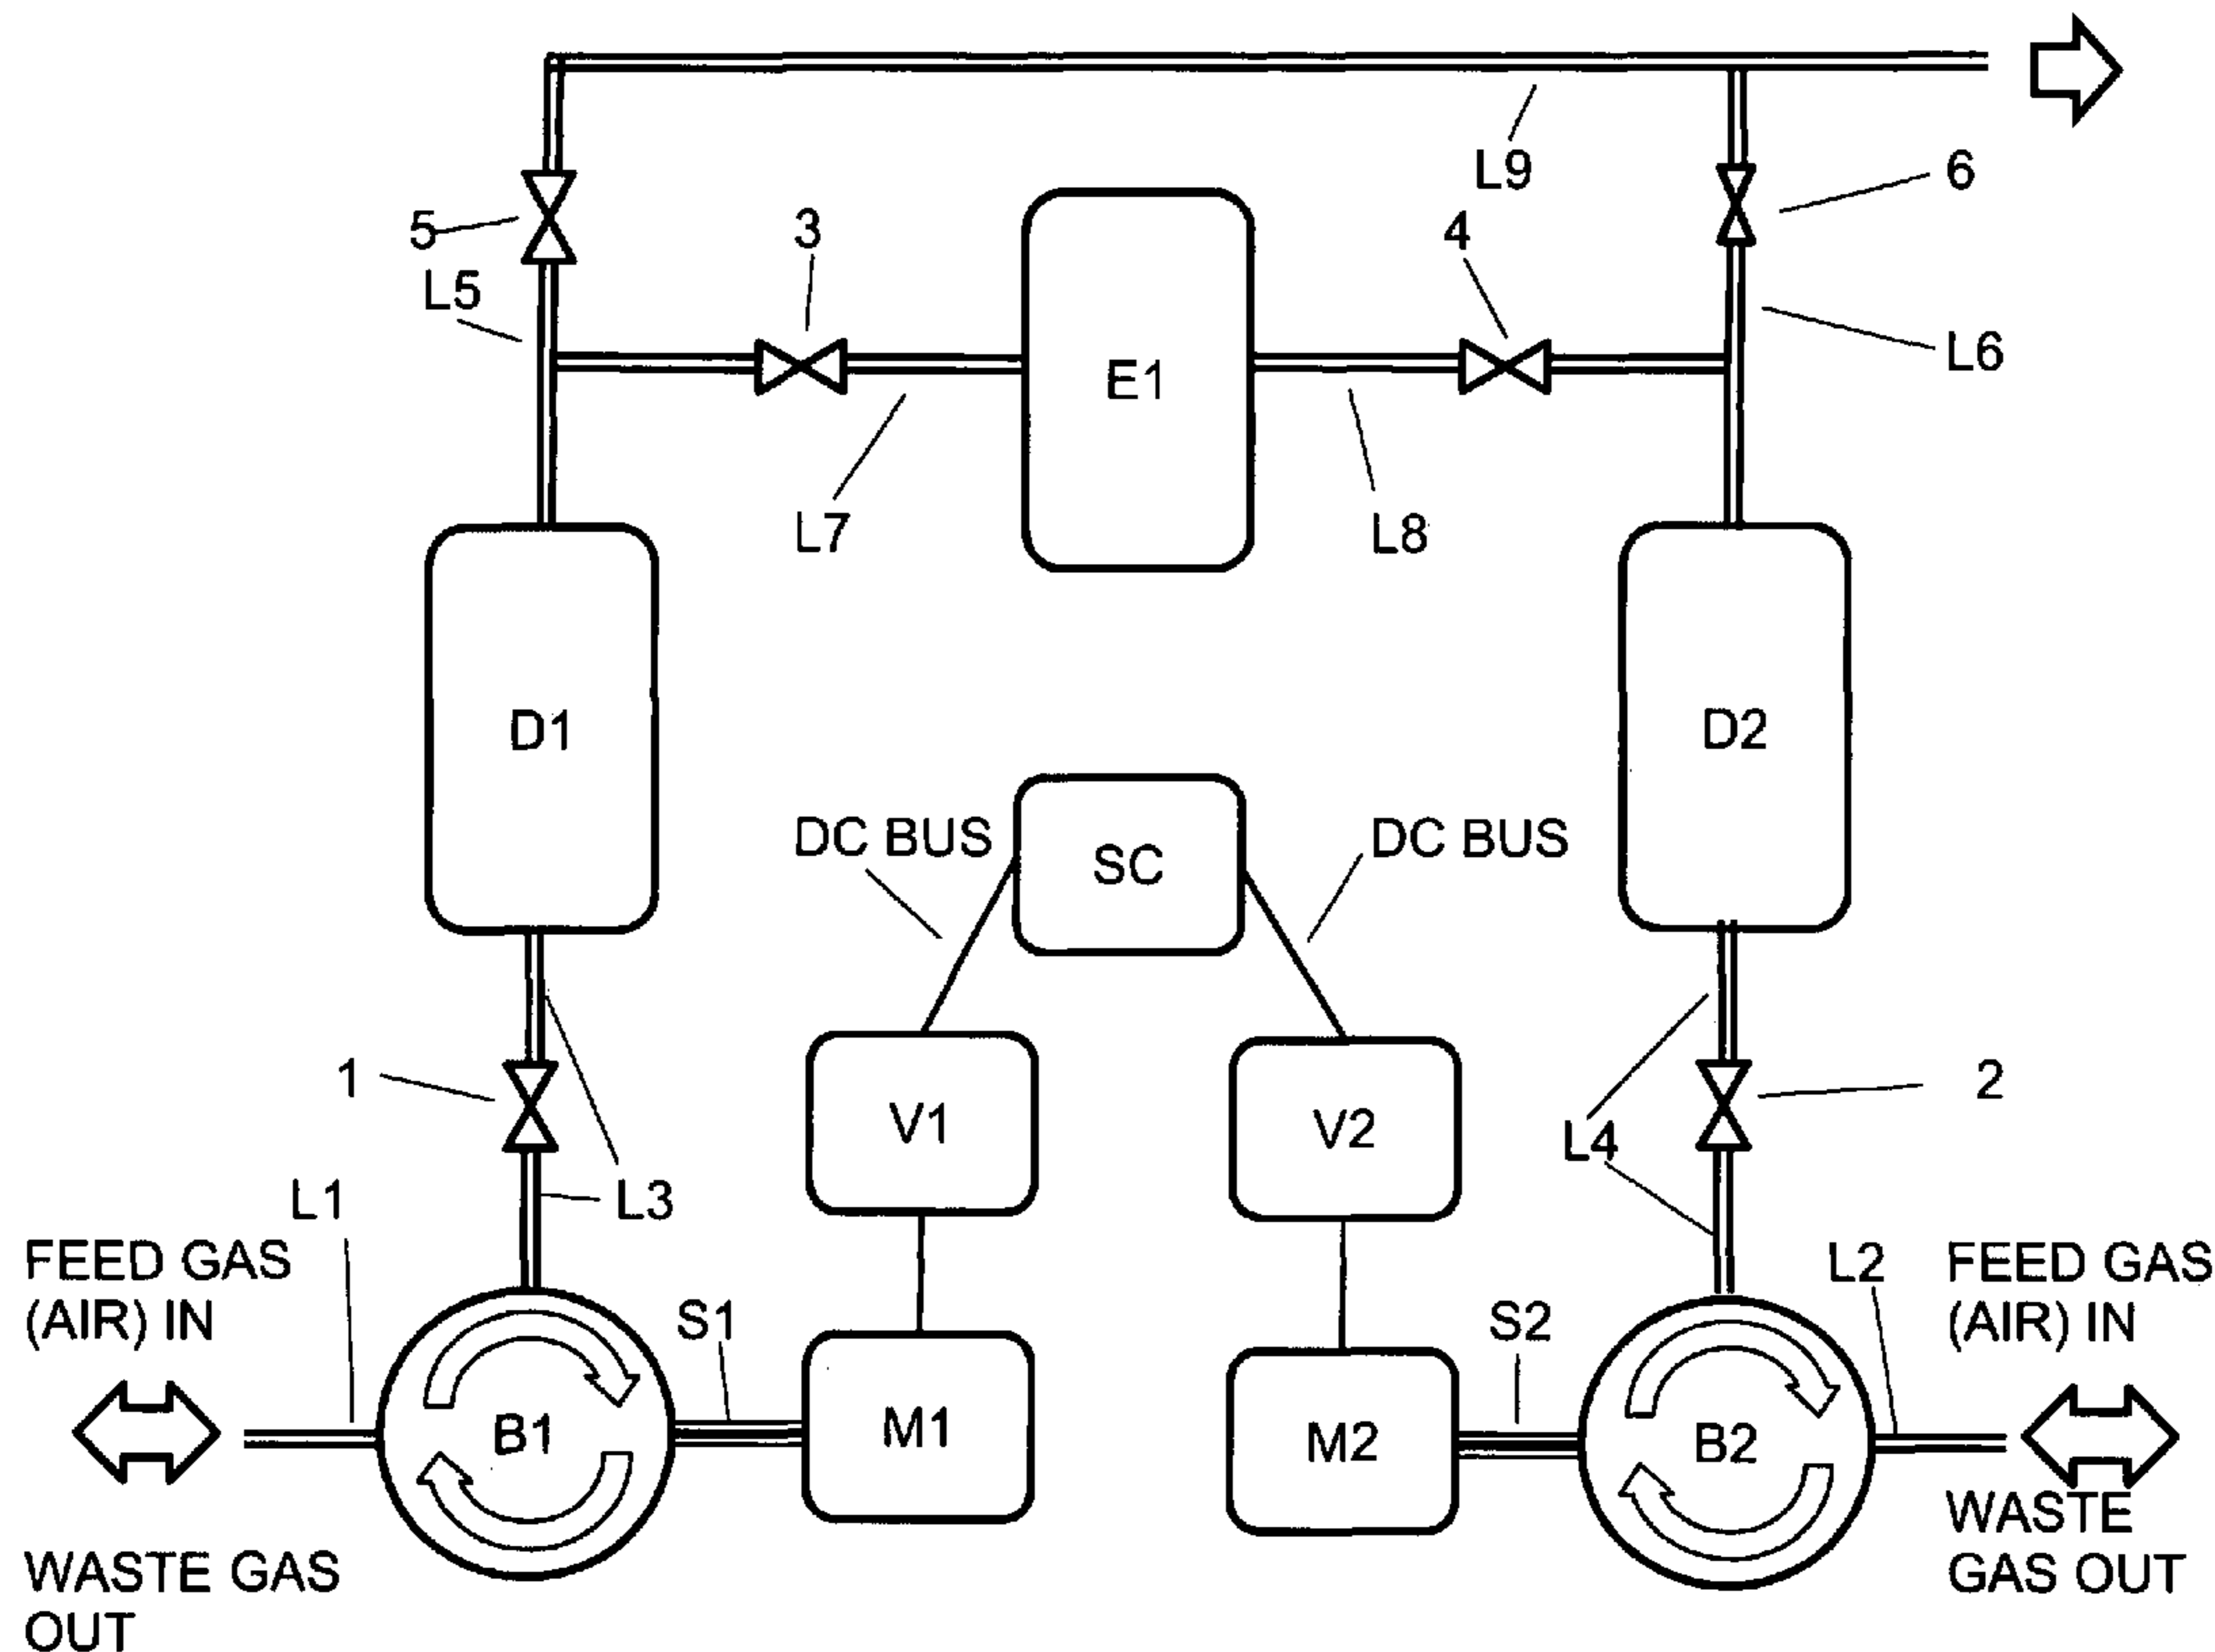 L9
6
5
3
4
L5
L6
E1
L7
L8
D1
D2
DC BUS
SC
DC BUS
1
V1
V2
2
L4
L1
L3
FEED GAS
(AIR) IN
L2
FEED GAS
(AIR) IN
S1
S2
B1
M1
M2
B2
WASTE GAS
OUT
WASTE
GAS OUT